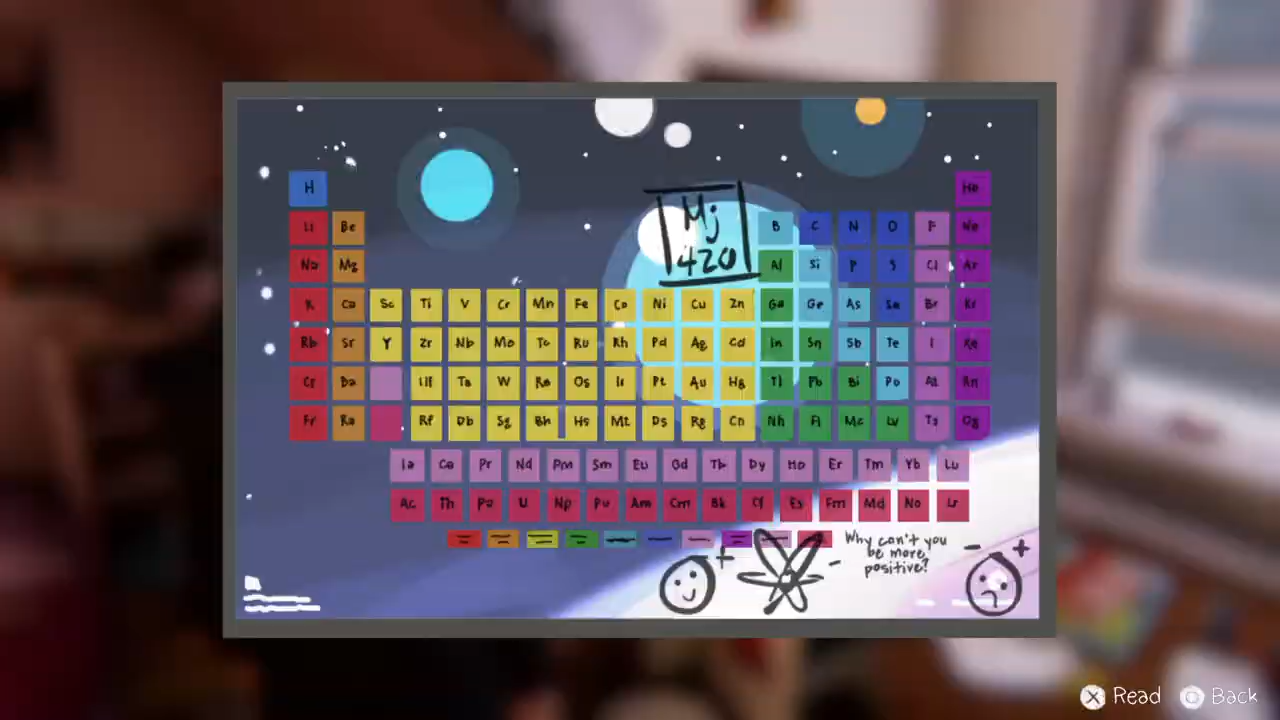 H He
Li Be B C N O F Ne
Na Mg Al Si P S Cl Ar
Mj
420
K Ca Sc Ti V Cr Mn Fe Co Ni Cu Zn Ga Ge As Se Br Kr
Rb Sr Y Zr Nb Mo Tc Ru Rh Pd Ag Cd In Sn Sb Te I Xe
Cs Ba Hf Ta W Re Os Ir Pt Au Hg Tl Pb Bi Po At Rn
Fr Ra Rf Db Sg Bh Hs Mt Ds Rg Cn Nh Fl Mc Lv Ts Og
la Ce Pr Nd Pm Sm Eu Gd Tb Dy Ho Er Tm Yb Lu
Ac Th Pa U Np Pu Am Cm Bk Cf Es Fm Md No Lr
Why can't you
be more
positive?
+ - - +
X Read O Back